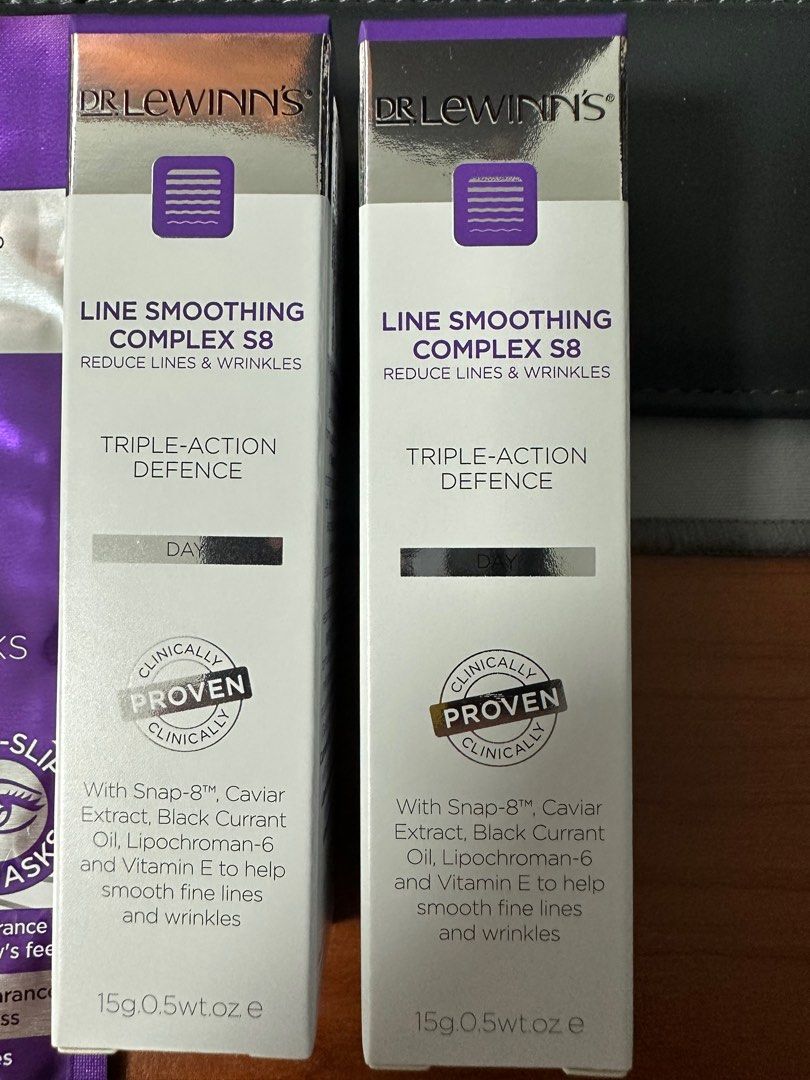 DR. LEWINN'S
LINE SMOOTHING
COMPLEX S8
REDUCE LINES & WRINKLES
TRIPLE-ACTION
DEFENCE
DAY
CLINICALLY
PROVEN
CLINICALLY
With Snap-8™, Caviar
Extract, Black Currant
Oil, Lipochroman-6
and Vitamin E to help
smooth fine lines
and wrinkles
15g.0.5wt.oz.e
DR. LEWINN'S®
LINE SMOOTHING
COMPLEX S8
REDUCE LINES & WRINKLES
TRIPLE-ACTION
DEFENCE
DAY
CLINICALLY
PROVEN
CLINICALLY
With Snap-8™, Caviar
Extract, Black Currant
Oil, Lipochroman-6
and Vitamin E to help
smooth fine lines
and wrinkles
15g.0.5wt.oz e